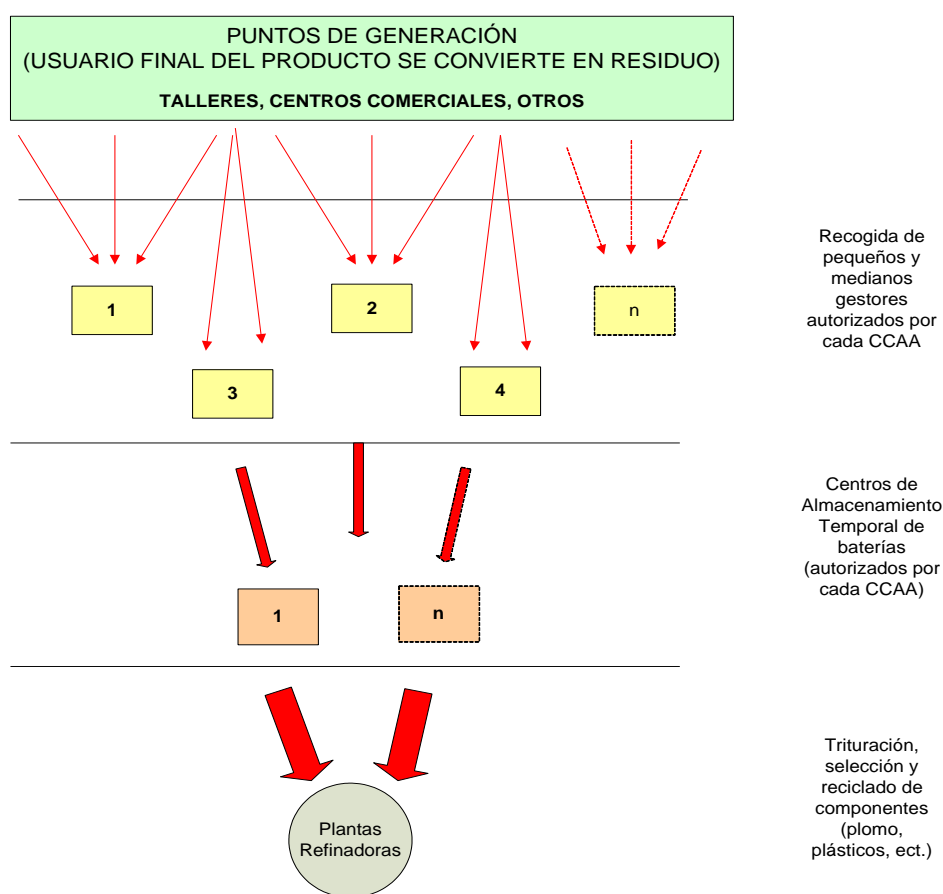 PUNTOS DE GENERACIÓN
(USUARIO FINAL DEL PRODUCTO SE CONVIERTE EN RESIDUO)
TALLERES, CENTROS COMERCIALES, OTROS
Recogida de
pequeños y
medianos
gestores
autorizados por
cada CCAA
1
2
n
3
4
Centros de
Almacenamiento
Temporal de
baterías
(autorizados por
cada CCAA)
1
n
Trituración,
selección y
reciclado de
componentes
(plomo,
plásticos, ect.)
Plantas
Refinadoras